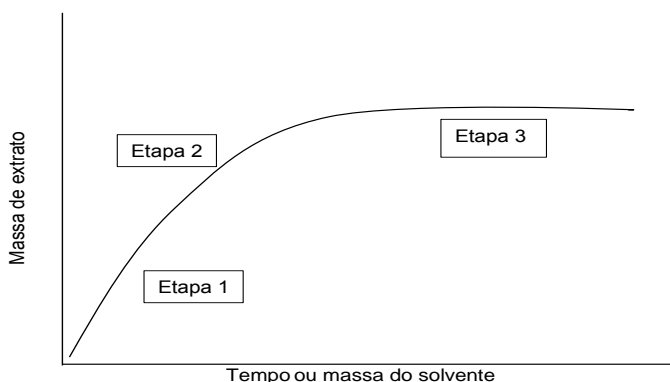 Massa de extrato
Etapa 2
Etapa 3
Etapa 1
Tempo ou massa do solvente